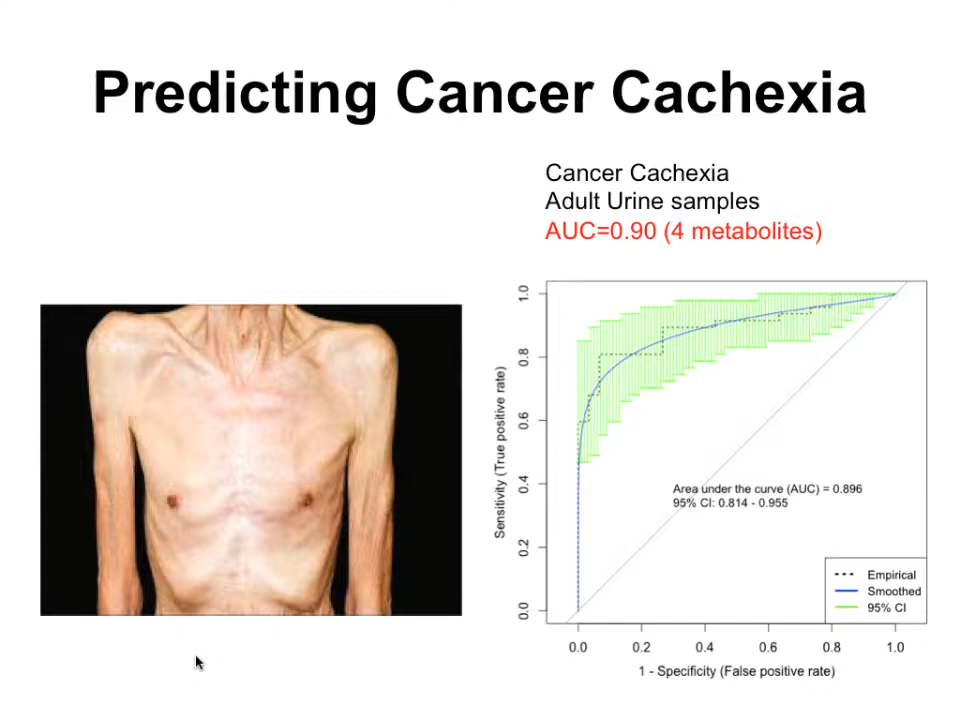 Predicting Cancer Cachexia
Cancer Cachexia
Adult Urine samples
AUC=0.90 (4 metabolites)
1.0
0.8
0.6
0.4
0.2
0.0
Sensitivity (True positive rate)
Area under the curve (AUC) = 0.896
95% CI: 0.814 - 0.955
Empirical
Smoothed
95% CI
0.0 0.2 0.4 0.6 0.8 1.0
1 - Specificity (False positive rate)